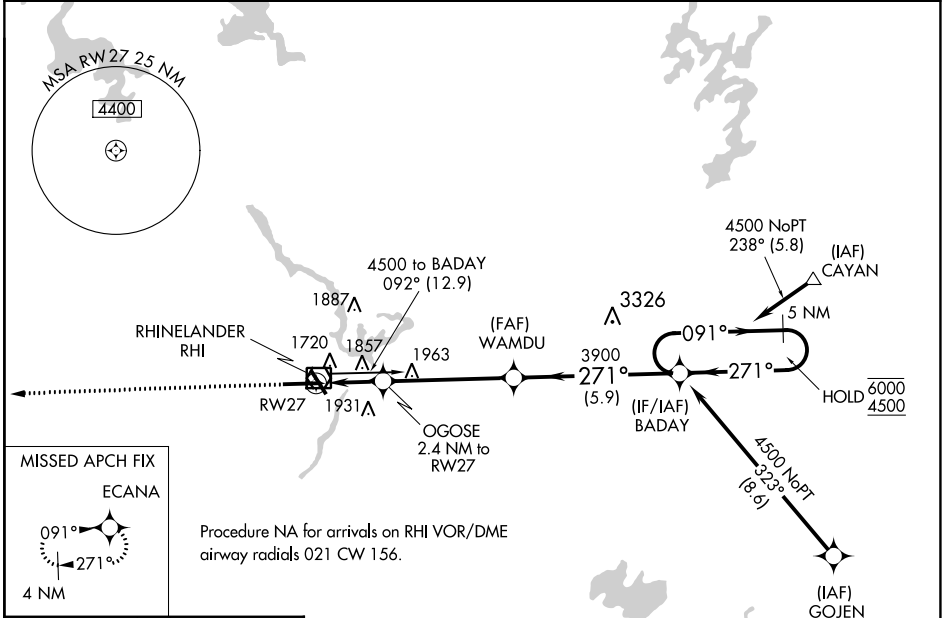 MSA RW27 25 NM
4400
4500 NoPT
238° (5.8)
(IAF)
CAYAN
4500 to BADAY
092° (12.9)
5 NM
1887
3326
091°
RHINELANDER
RHI
(FAF)
WAMDU
1720
1857
1963
3900
271°
(5.9)
271°
HOLD
6000
4500
RW27
1931
(IF/IAF)
BADAY
OGOSE
2.4 NM to
RW27
4500 NoPT
323°
(8.6)
MISSED APCH FIX
ECANA
091°
271°
4 NM
Procedure NA for arrivals on RHI VOR/DME
airway radials 021 CW 156.
(IAF)
GOJEN